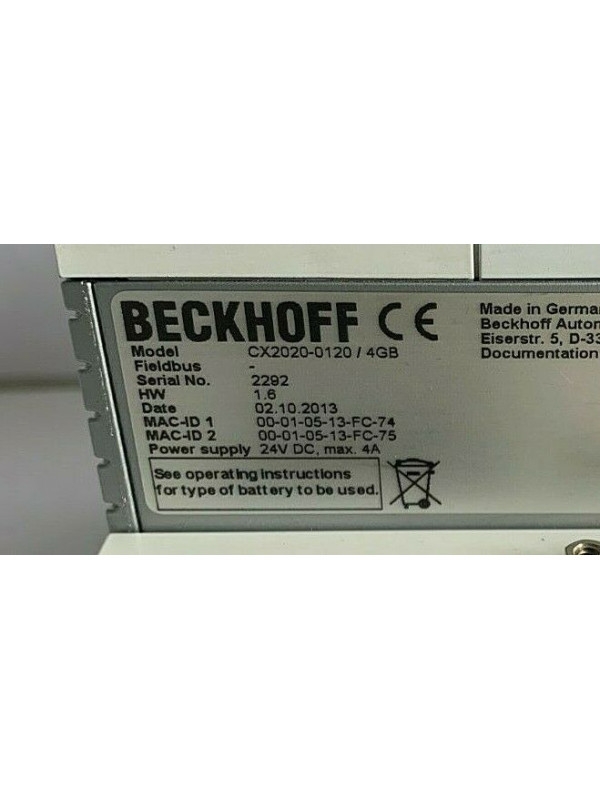 BECKHOFF CE
Model CX2020-0120 / 4GB
Fieldbus -
Serial No. 2292
HW 1.6
Date 02.10.2013
MAC-ID 1 00-01-05-13-FC-74
MAC-ID 2 00-01-05-13-FC-75
Power supply 24V DC, max. 4A
See operating instructions
for type of battery to be used.
Made in German
Beckhoff Autom
Eiserstr. 5, D-33
Documentation